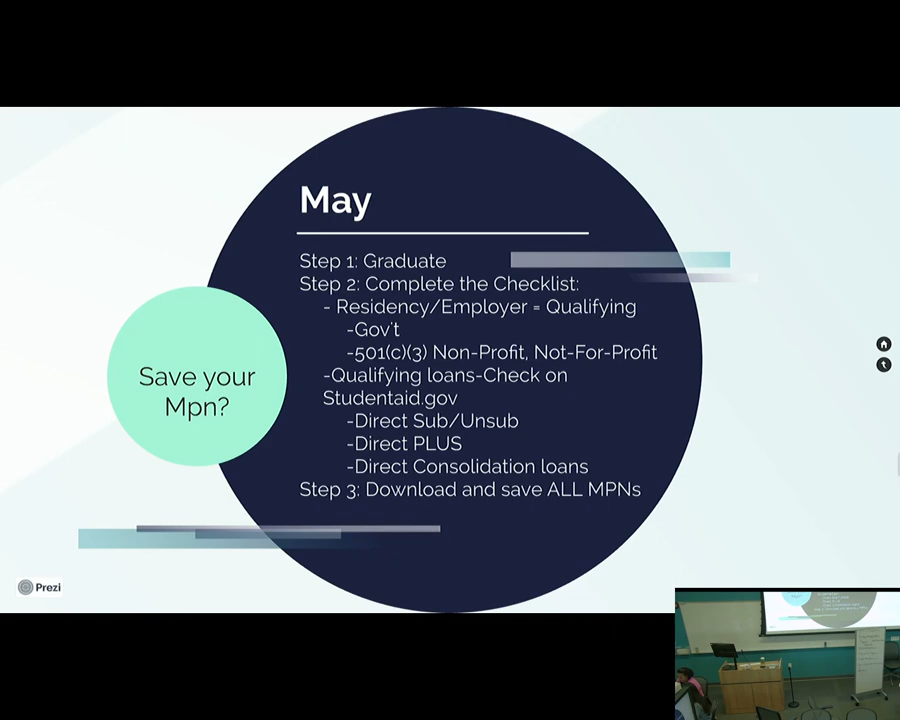 May
Step 1: Graduate
Step 2: Complete the Checklist:
- Residency/Employer = Qualifying
-Gov't
-501(c)(3) Non-Profit, Not-For-Profit
-Qualifying loans-Check on
Studentaid.gov
-Direct Sub/Unsub
-Direct PLUS
-Direct Consolidation loans
Step 3: Download and save ALL MPNs
Save your
Mpn?
Prezi